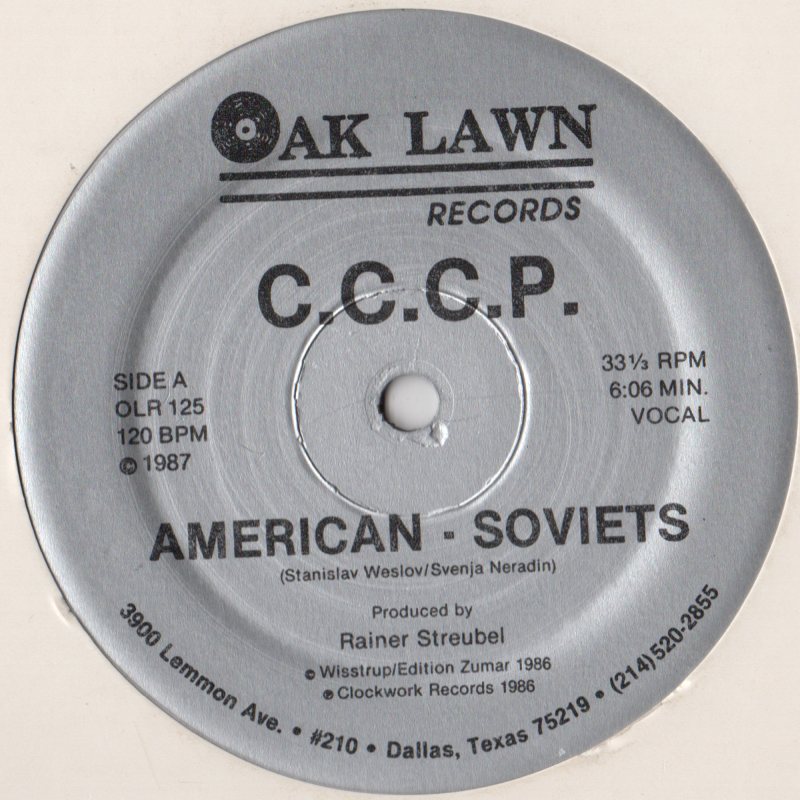 OAK LAWN
RECORDS
C.C.C.P.
SIDE A
OLR 125
120 BPM
© 1987
33⅓ RPM
6:06 MIN.
VOCAL
AMERICAN - SOVIETS
(Stanislav Weslov/Svenja Neradin)
Produced by
Rainer Streubel
© Wisstrup/Edition Zumar 1986
℗ Clockwork Records 1986
3900 Lemmon Ave. • #210 • Dallas, Texas 75219 • (214)520-2855